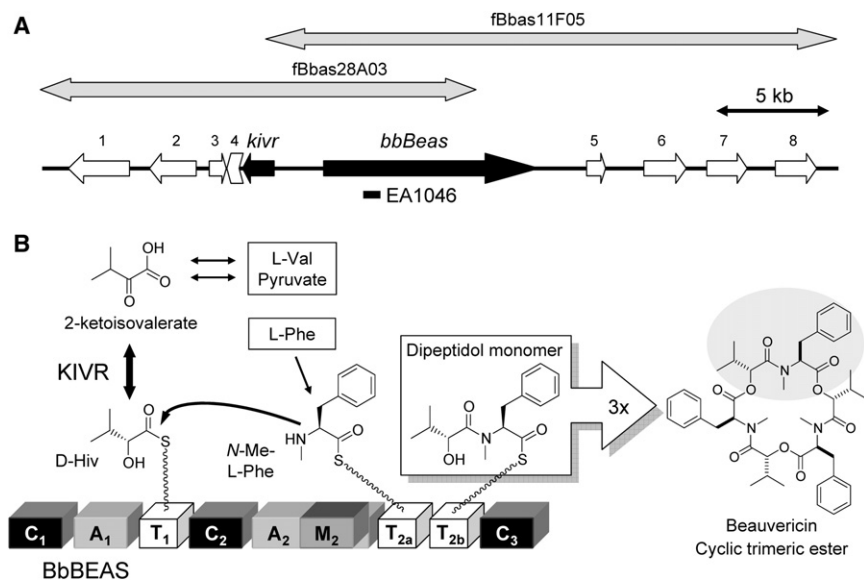 A
fBbas11F05
fBbas28A03
5 kb
1 2 3 4 kivr bbBeas 5 6 7 8
EA1046
B
OH
O
O
L-Val
Pyruvate
2-ketoisovalerate
L-Phe
Dipeptidol monomer
KIVR
3x
O
S
OH
D-Hiv
HN
O
S
N-Me-
L-Phe
O
N
O
OH
S
O
N
O
O
O
O
N
N
O
O
O
O
Beauvericin
Cyclic trimeric ester
C1 A1 T1 C2 A2 M2 T2a T2b C3
BbBEAS